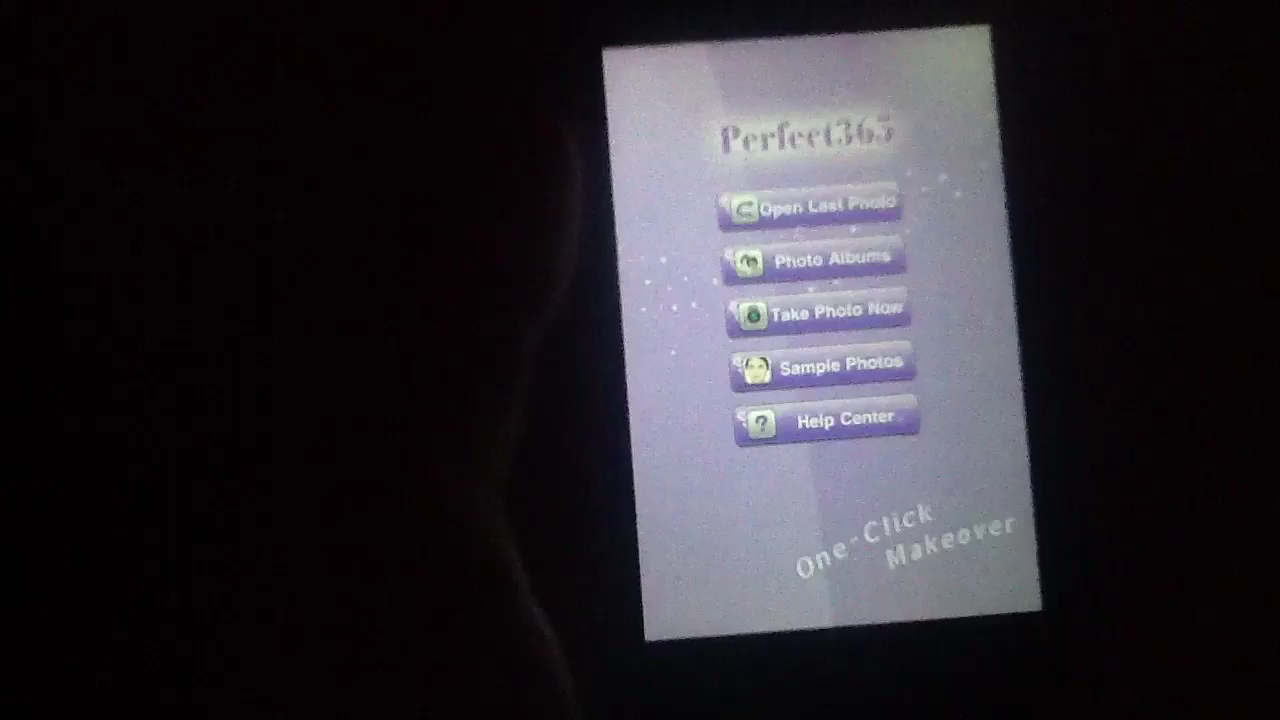 Perfect365
Open Last Photo
Photo Albums
Take Photo Now
Sample Photos
? Help Center
One-Click
Makeover